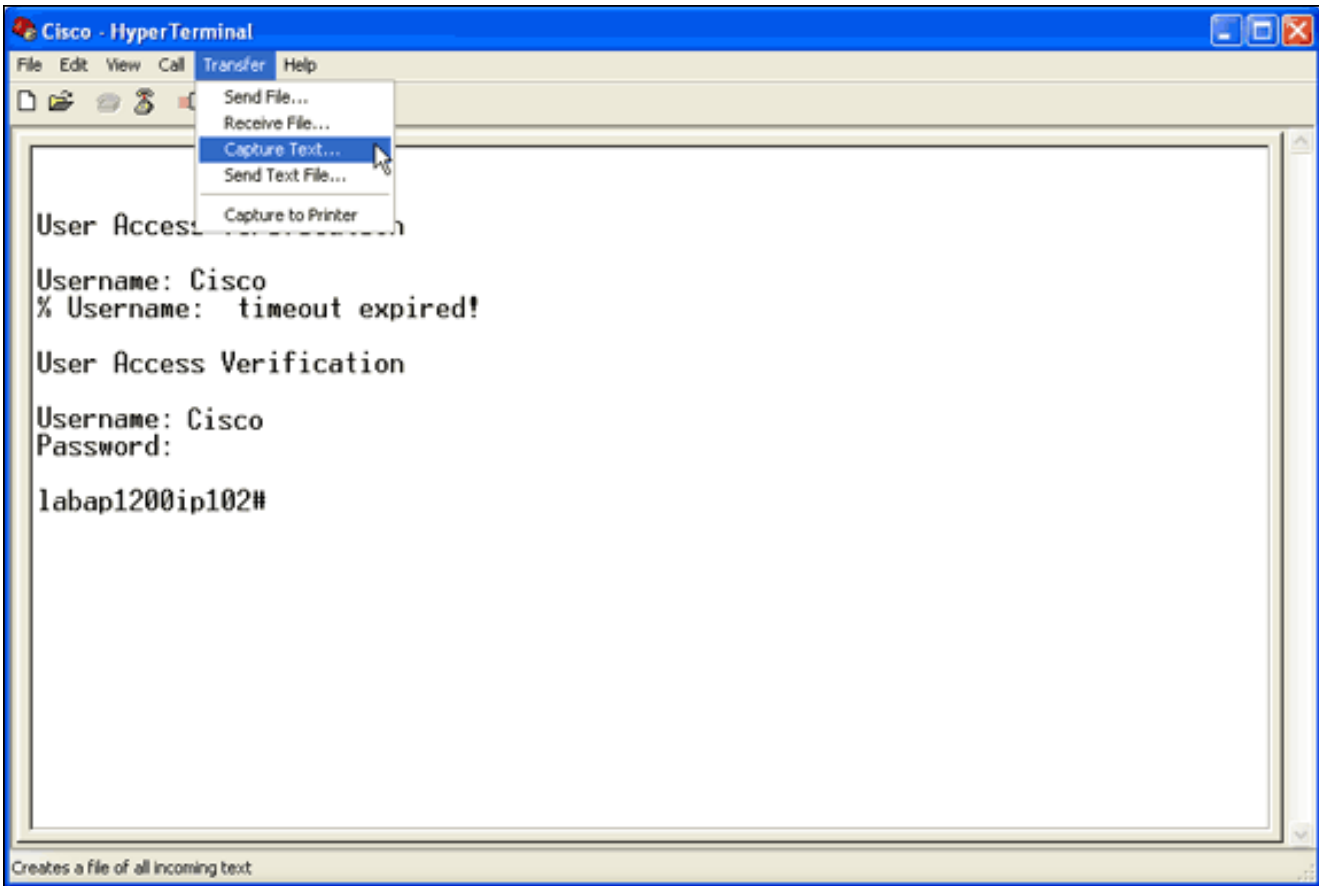 Cisco - HyperTerminal
File Edit View Call Transfer Help
Send File...
Receive File...
Capture Text...
Send Text File...
Capture to Printer
User Access
Username: Cisco
% Username:  timeout expired!
User Access Verification
Username: Cisco
Password:
labap1200ip102#
Creates a file of all incoming text